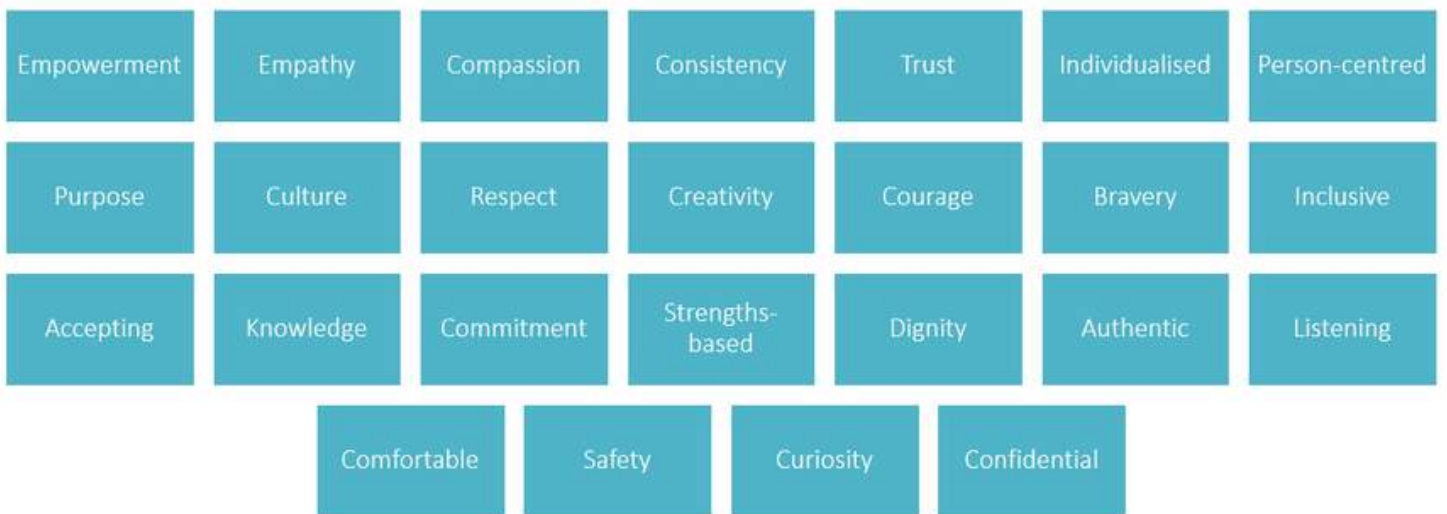 Empowerment
Empathy
Compassion
Consistency
Trust
Individualised
Person-centred
Purpose
Culture
Respect
Creativity
Courage
Bravery
Inclusive
Accepting
Knowledge
Commitment
Strengths-
based
Dignity
Authentic
Listening
Comfortable
Safety
Curiosity
Confidential